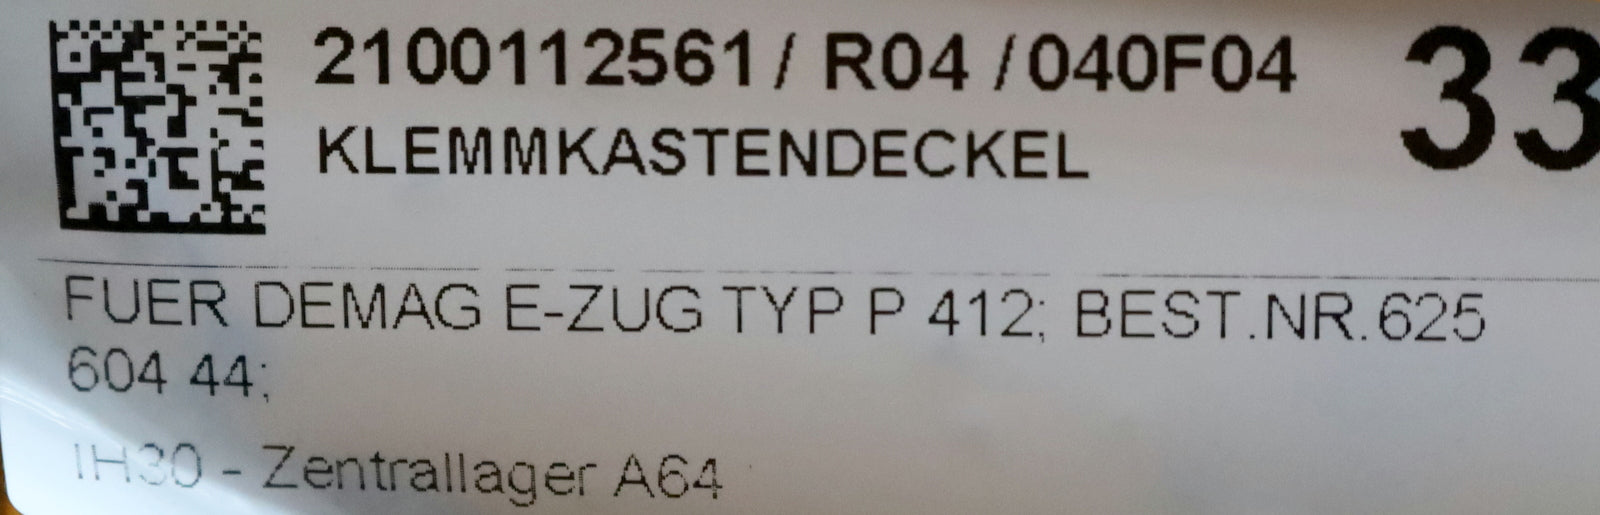 2100112561/ R04 /040F04
33
KLEMMKASTENDECKEL
FUER DEMAG E-ZUG TYP P 412; BEST.NR.625
604 44;
IH30 - Zentrallager A64